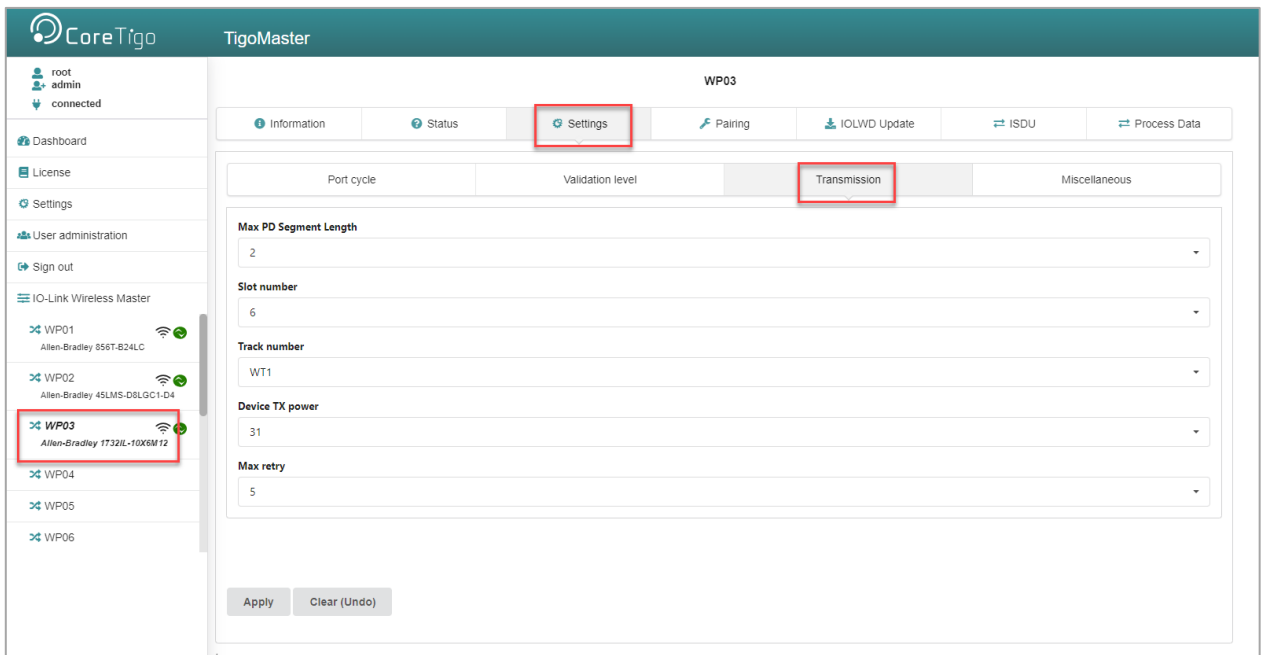 CoreTigo
TigoMaster
root
admin
connected
Dashboard
License
Settings
User administration
Sign out
IO-Link Wireless Master
WP01
Allen-Bradley 856T-B24LC
WP02
Allen-Bradley 45LMS-D8LGC1-D4
WP03
Allen-Bradley 1732IL-10X6M12
WP04
WP05
WP06
WP03
Information Status Settings Pairing IOLWD Update ISDU Process Data
Port cycle Validation level Transmission Miscellaneous
Max PD Segment Length
2
Slot number
6
Track number
WT1
Device TX power
31
Max retry
5
Apply Clear (Undo)